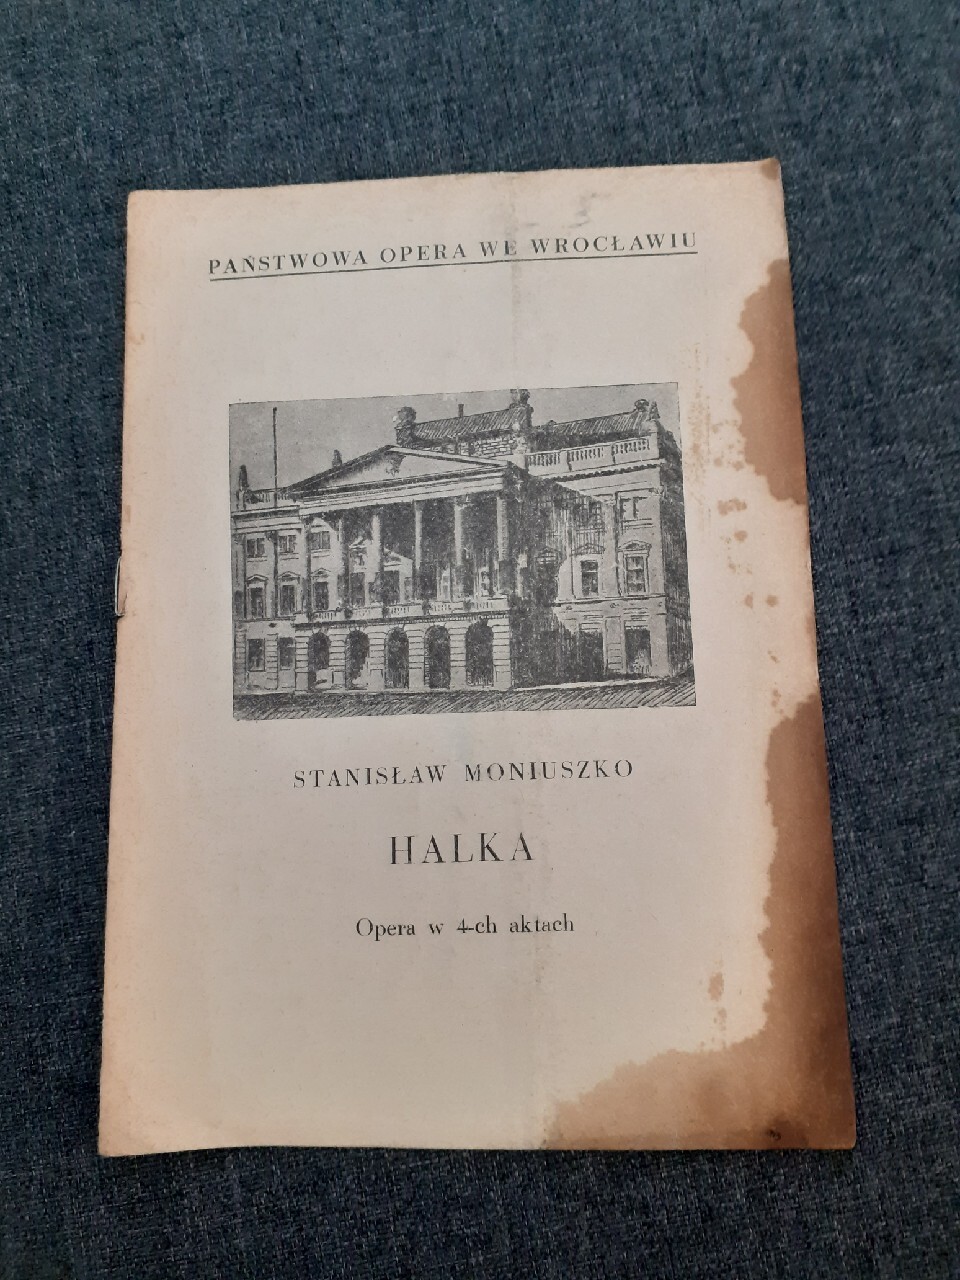 PAŃSTWOWA OPERA WE WROCŁAWIU
STANISŁAW MONIUSZKO
HALKA
Opera w 4-ch aktach